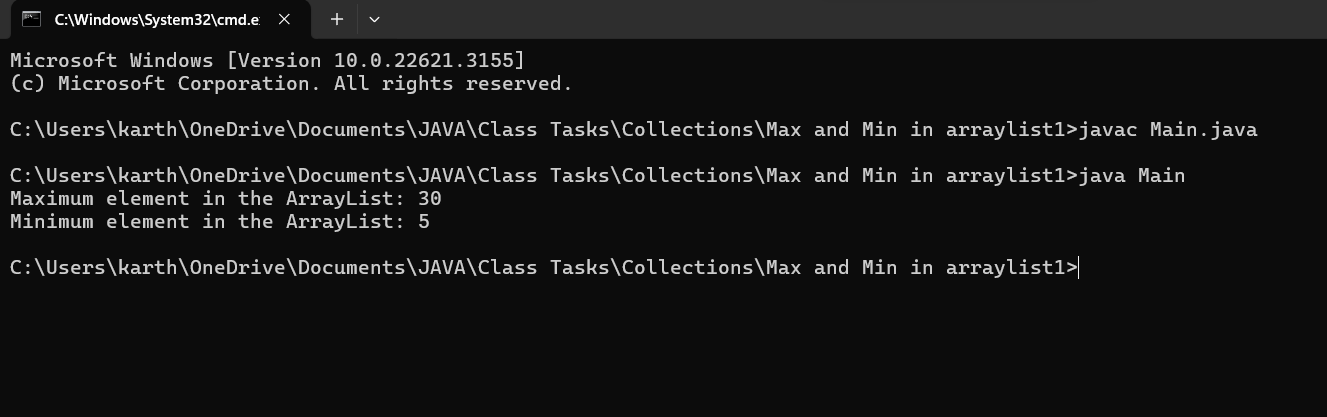 C:\Windows\System32\cmd.e
Microsoft Windows [Version 10.0.22621.3155]
(c) Microsoft Corporation. All rights reserved.
C:\Users\karth\OneDrive\Documents\JAVA\Class Tasks\Collections\Max and Min in arraylist1>javac Main.java
C:\Users\karth\OneDrive\Documents\JAVA\Class Tasks\Collections\Max and Min in arraylist1>java Main
Maximum element in the ArrayList: 30
Minimum element in the ArrayList: 5
C:\Users\karth\OneDrive\Documents\JAVA\Class Tasks\Collections\Max and Min in arraylist1>